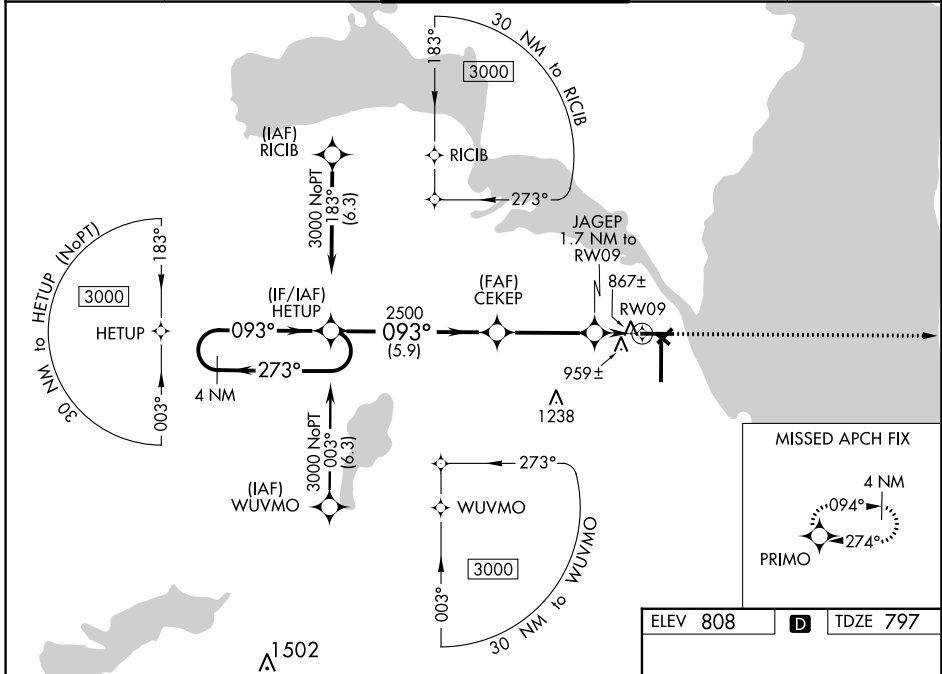 30 NM to RICIB
183°
3000
RICIB
273°
(IAF)
RICIB
3000 NoPT
183°
(6.3)
30 NM to HETUP (NoPT)
183°
3000
HETUP
003°
(IF/IAF)
HETUP
093°
273°
4 NM
2500
093°
(5.9)
(FAF)
CEKEP
JAGEP
1.7 NM to
RW09
867±
RW09
959±
1238
3000 NoPT
003°
(6.3)
(IAF)
WUVMO
273°
WUVMO
3000
003°
30 NM to WUVMO
MISSED APCH FIX
4 NM
094°
274°
PRIMO
1502
ELEV 808
D
TDZE 797